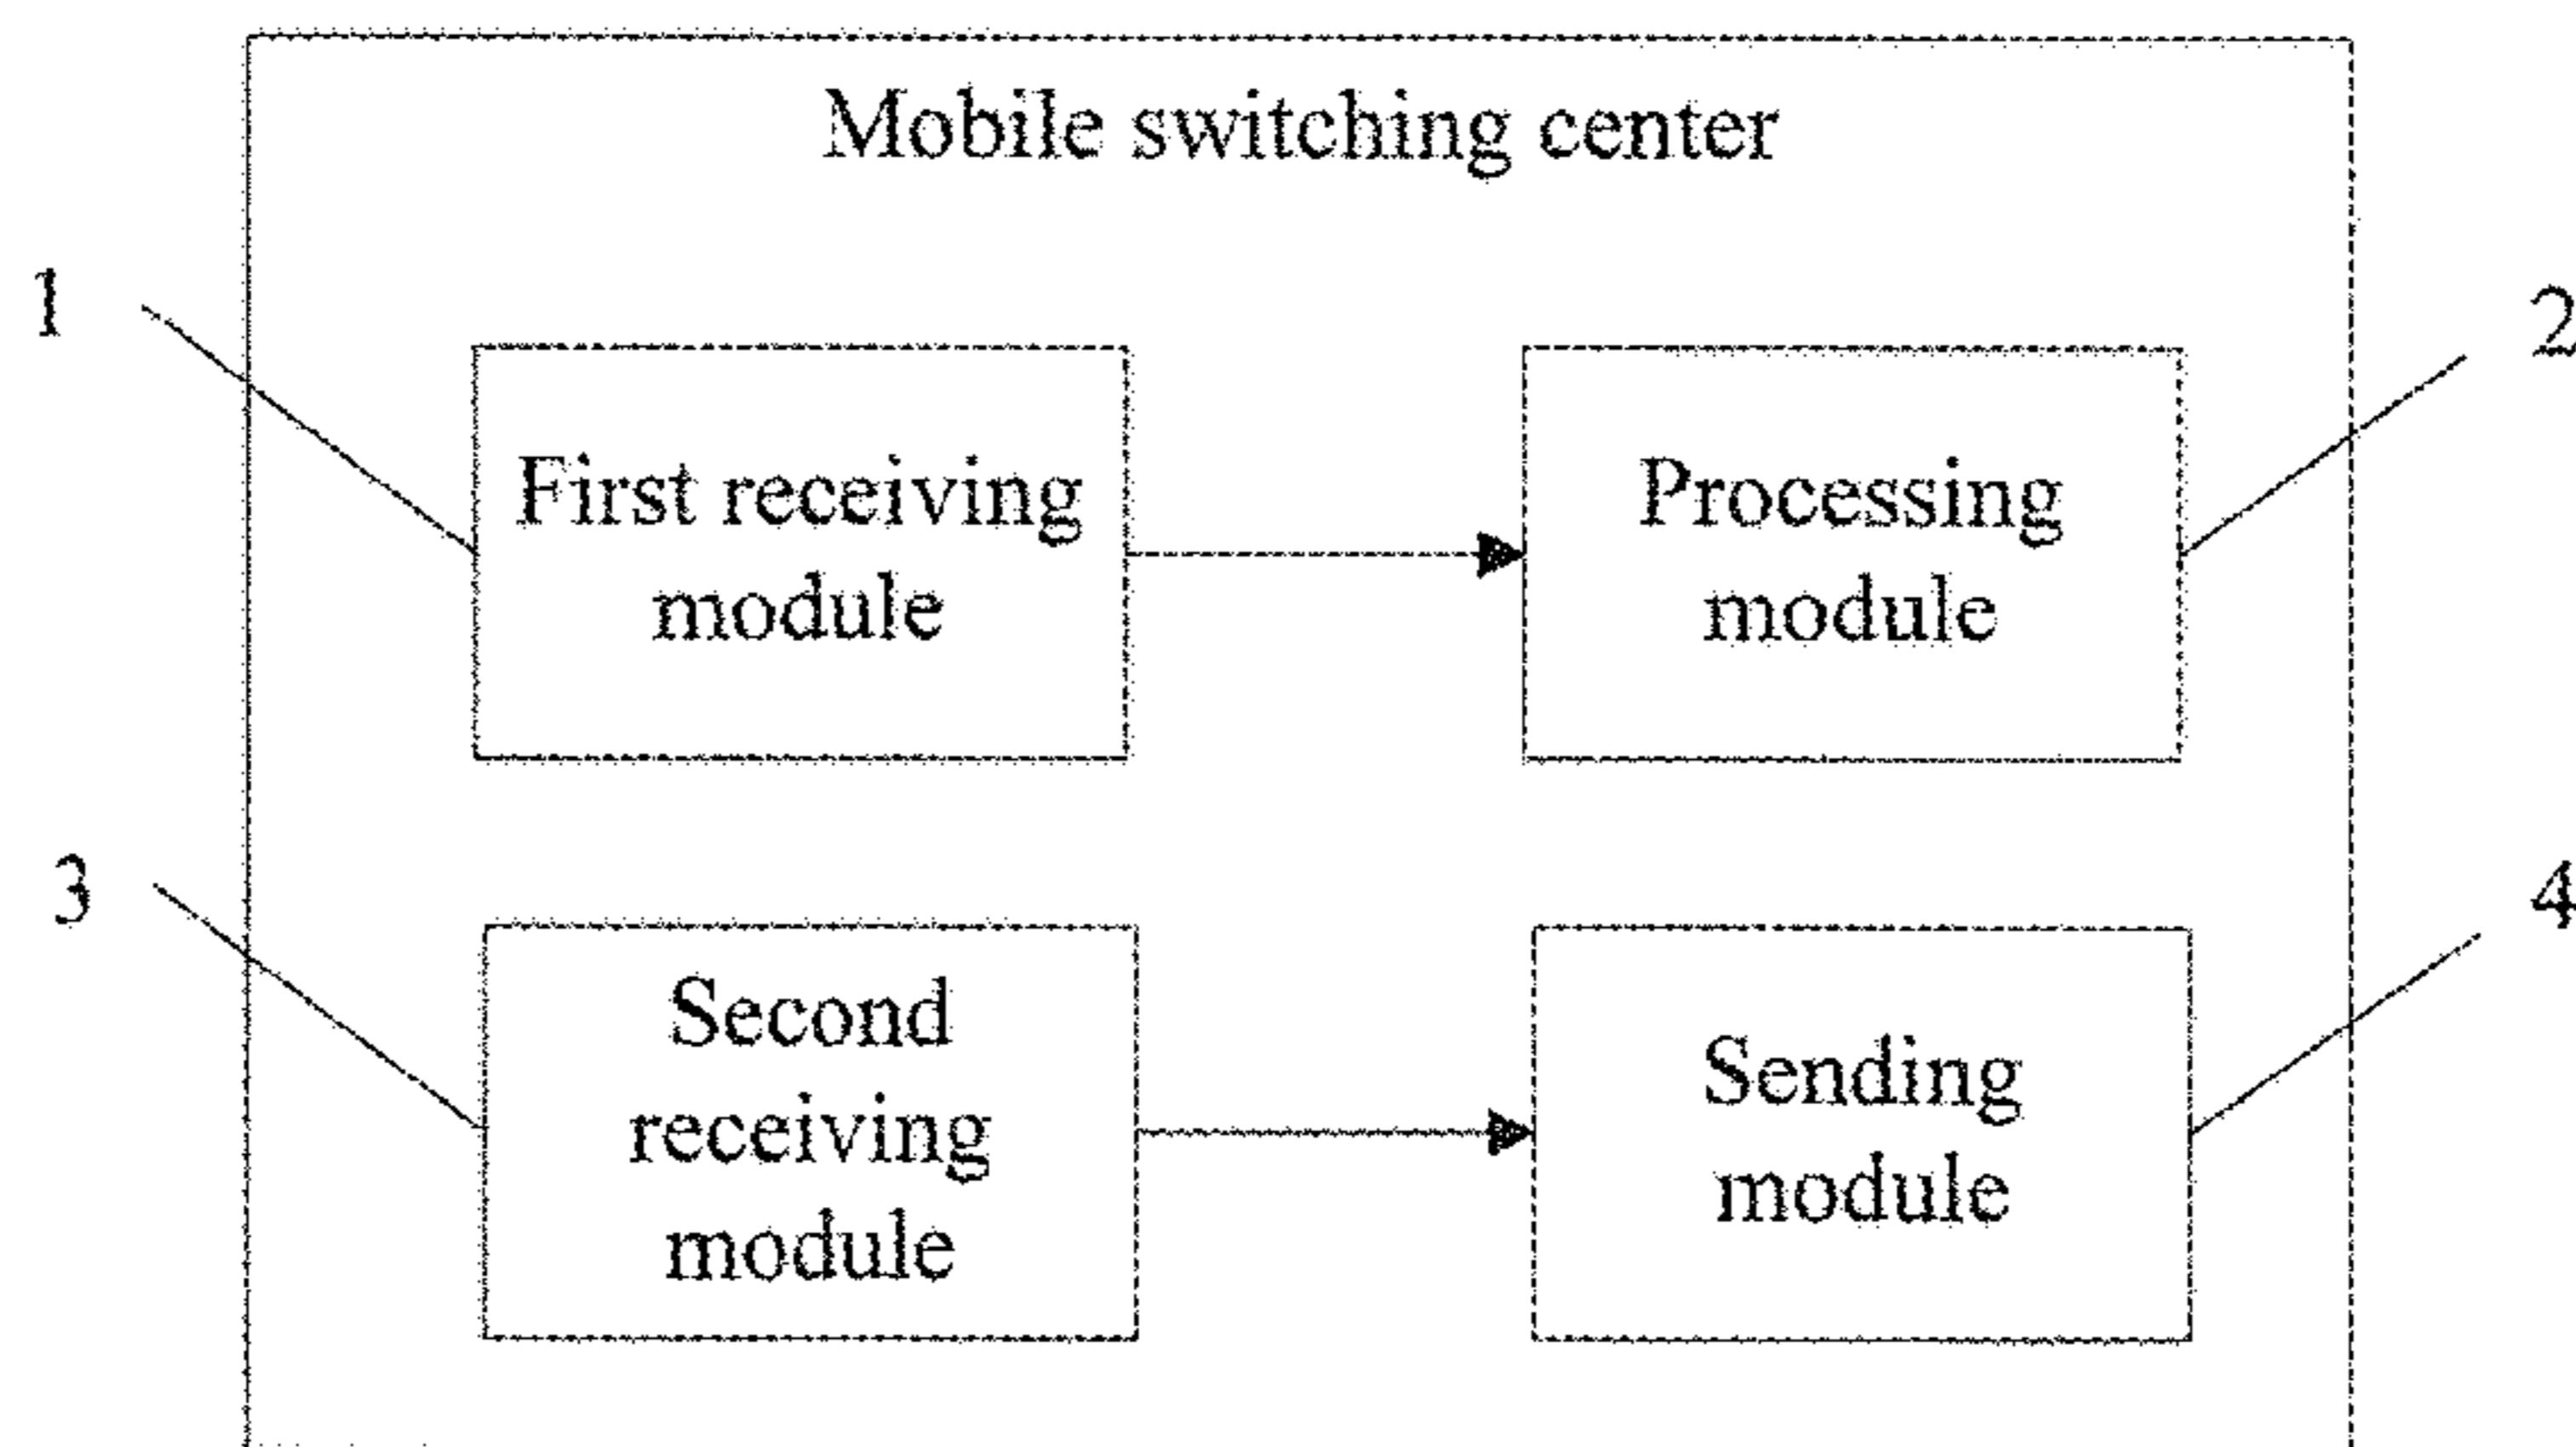 Mobile switching center
1
2
First receiving
module
Processing
module
3
4
Second
receiving
module
Sending
module